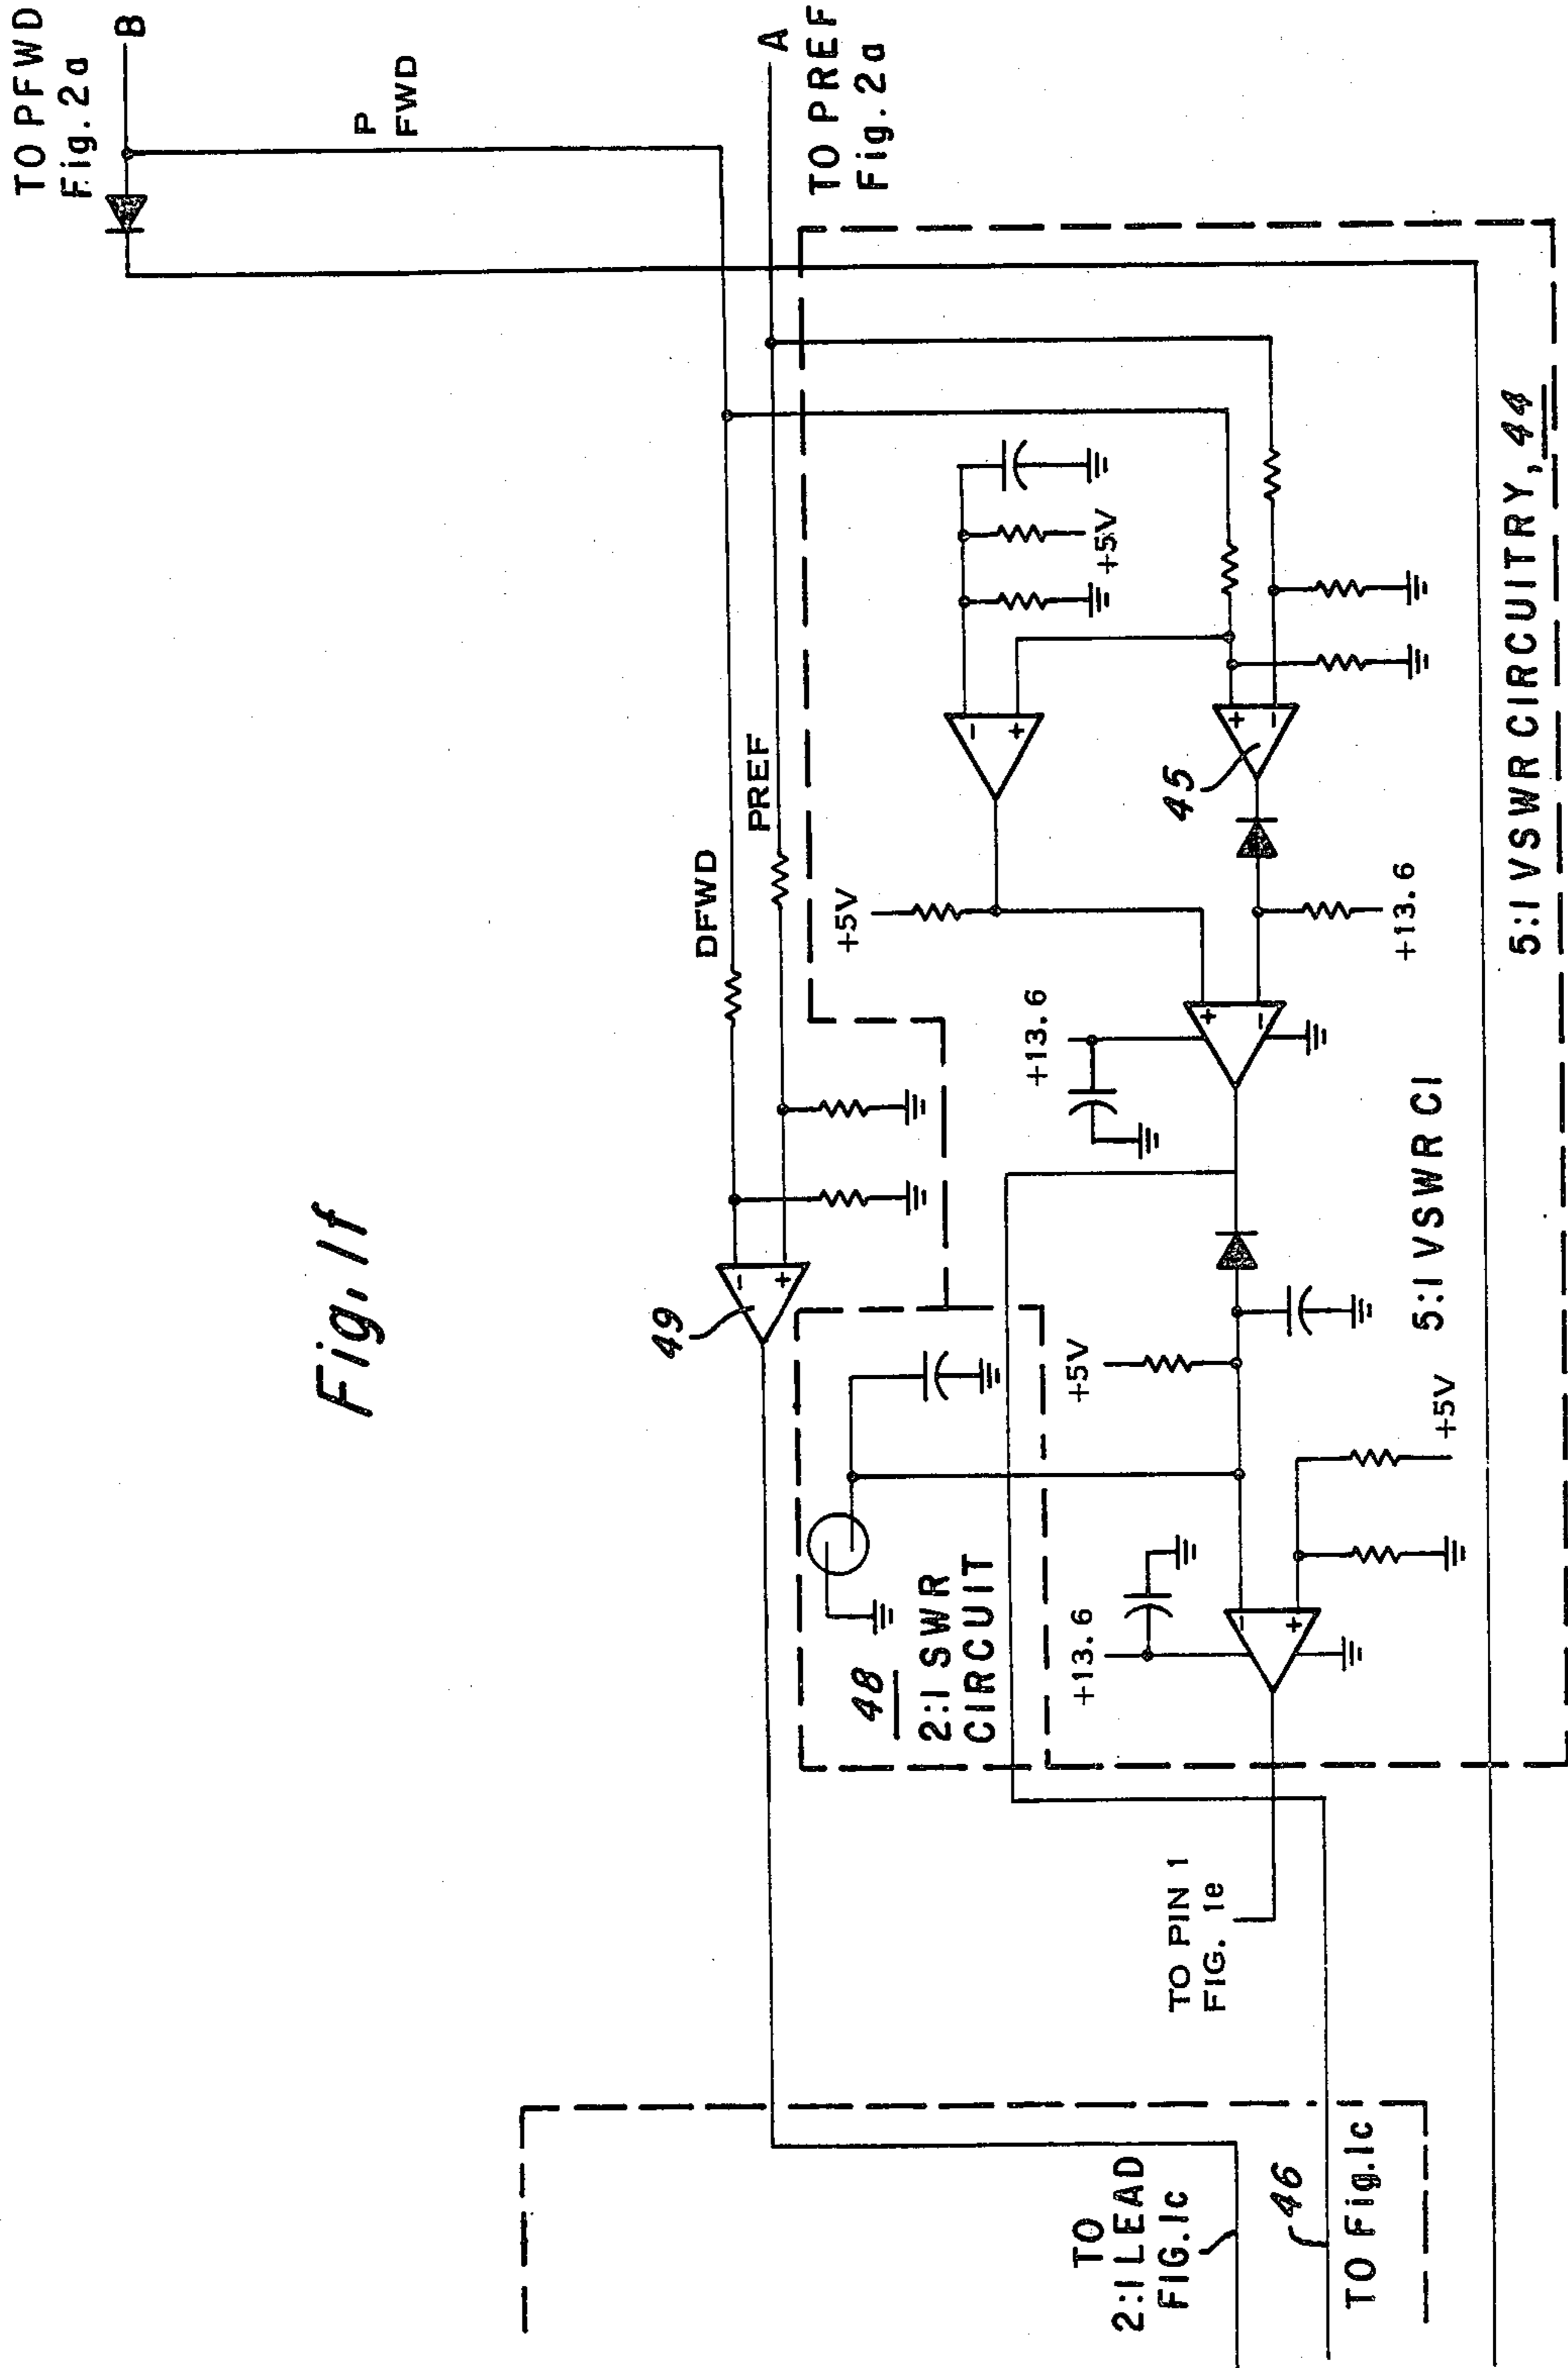 Fig. 1f
TO PFWD
Fig. 2a
B
P
FWD
A
TO PREF
Fig. 2a
DFWD
PREF
49
+5V
+5V
45
+13.6
+13.6
5:1 VSWR CIRCUITRY, 44
48
2:1 SWR
CIRCUIT
+5V
+13.6
5:1 VSWR CI
+5V
TO PIN 1
FIG. 1e
TO
2:1 LEAD
FIG.1c
46
TO Fig.1c